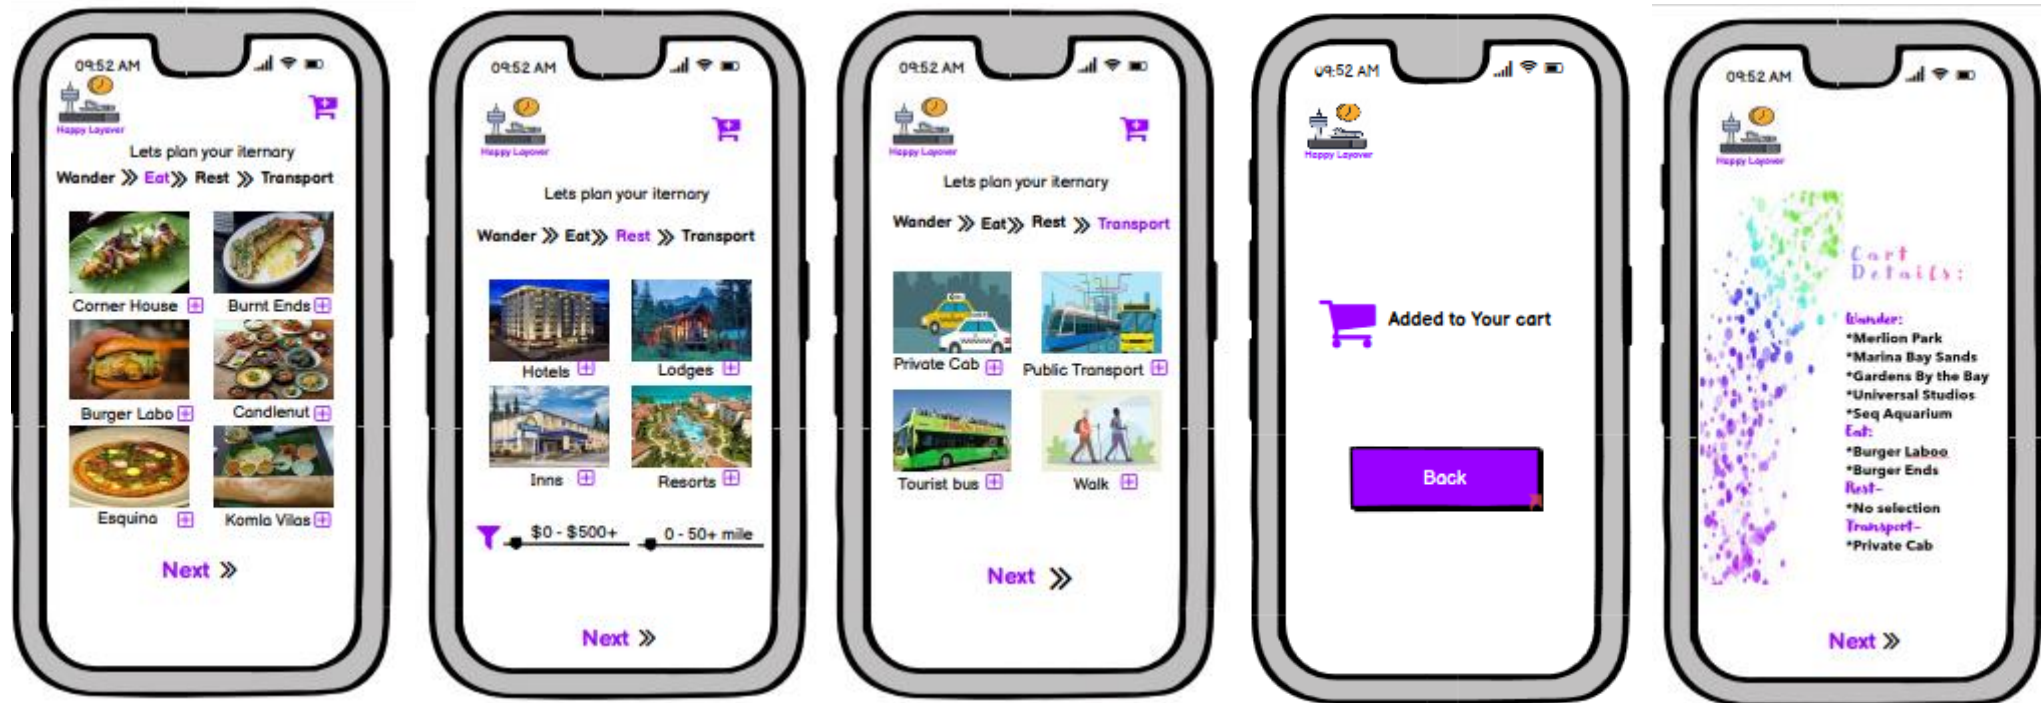 09:52 AM
Happy Layover
Lets plan your iternary
Wander >> Eat >> Rest >> Transport
Corner House
Burnt Ends
Burger Labo
Candlenut
Esquina
Komla Vilas
Next >>
09:52 AM
Happy Layover
Lets plan your iternary
Wander >> Eat >> Rest >> Transport
Hotels
Lodges
Inns
Resorts
$0 - $500+
0 - 50+ mile
Next >>
09:52 AM
Happy Layover
Lets plan your iternary
Wander >> Eat >> Rest >> Transport
Private Cab
Public Transport
Tourist bus
Walk
Next >>
09:52 AM
Happy Layover
Added to Your cart
Back
09:52 AM
Happy Layover
Cart
Details:
Wander:
*Merlion Park
*Marina Bay Sands
*Gardens By the Bay
*Universal Studios
*Seq Aquarium
Eat:
*Burger Laboo
*Burger Ends
Rest-
*No selection
Transport-
*Private Cab
Next >>